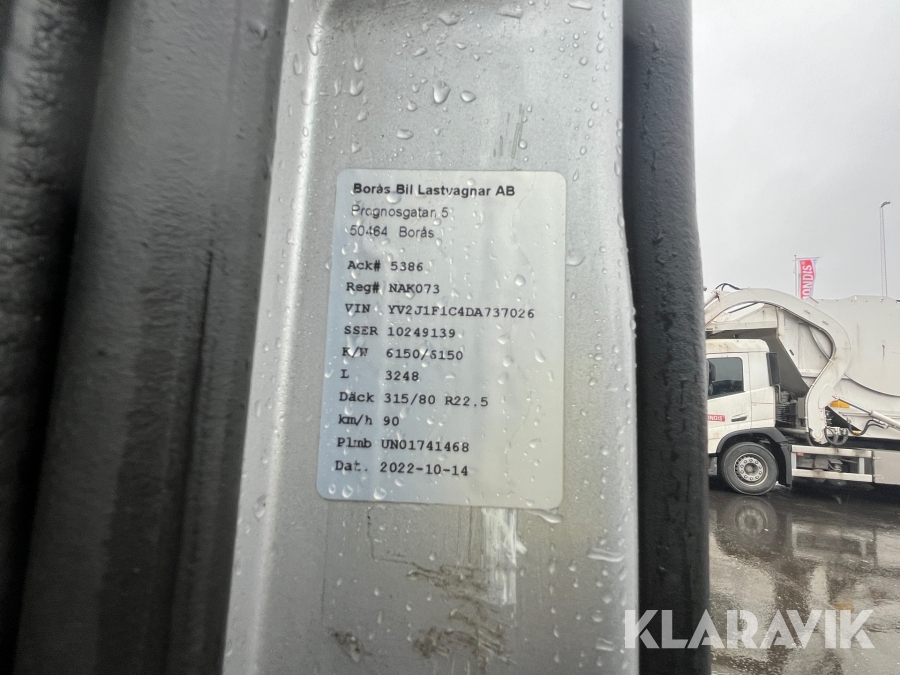 Borås Bil Lastvagnar AB
Prognosgatan 5
50464 Borås
Ack# 5386
Reg# NAK073
VIN YV2J1F1C4DA737026
SSER 10249139
K/W 6150/6150
L 3248
Däck 315/80 R22.5
km/h 90
Plmb UN01741468
Dat. 2022-10-14
KLARAVIK